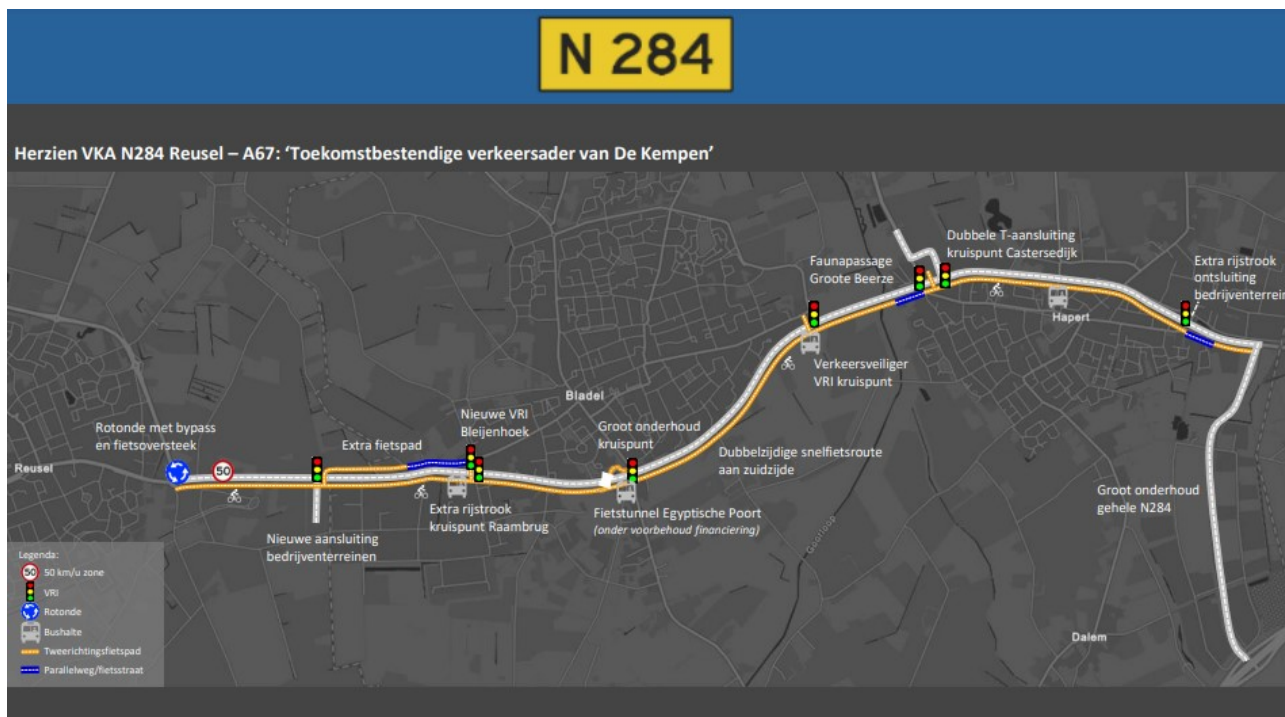 N 284
Herzien VKA N284 Reusel – A67: ‘Toekomstbestendige verkeersader van De Kempen’
Dubbele T-aansluiting
kruispunt Castersedijk
Faunapassage
Groote Beerze
Extra rijstrook
ontsluiting
bedrijventerrein
Hapert
Verkeersveiliger
VRI kruispunt
Bladel
Nieuwe VRI
Bleijenhoek
Groot onderhoud
kruispunt
Rotonde met bypass
en fietsoversteek
Extra fietspad
Reusel
50
Dubbelzijdige snelfietsroute
aan zuidzijde
Extra rijstrook
kruispunt Raambrug
Fietstunnel Egyptische Poort
(onder voorbehoud financiering)
Nieuwe aansluiting
bedrijventerreinen
Groot onderhoud
gehele N284
Goorloop
Dalem
Legenda:
50 50 km/u zone
VRI
Rotonde
Bushalte
Tweerichtingsfietspad
Parallelweg/fietsstraat